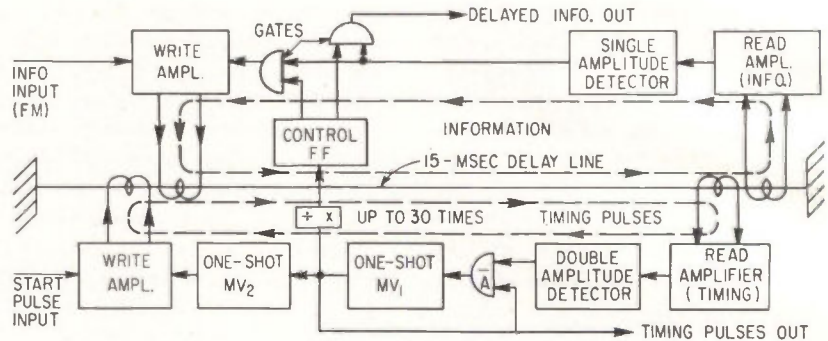 GATES
DELAYED INFO. OUT
WRITE
AMPL.
SINGLE
AMPLITUDE
DETECTOR
READ
AMPL.
(INFO.)
INFO
INPUT
(FM)
CONTROL
FF
INFORMATION
15-MSEC DELAY LINE
÷ x
UP TO 30 TIMES
TIMING PULSES
WRITE
AMPL.
ONE-SHOT
MV2
ONE-SHOT
MV1
A
DOUBLE
AMPLITUDE
DETECTOR
READ
AMPLIFIER
(TIMING)
START
PULSE
INPUT
TIMING PULSES OUT